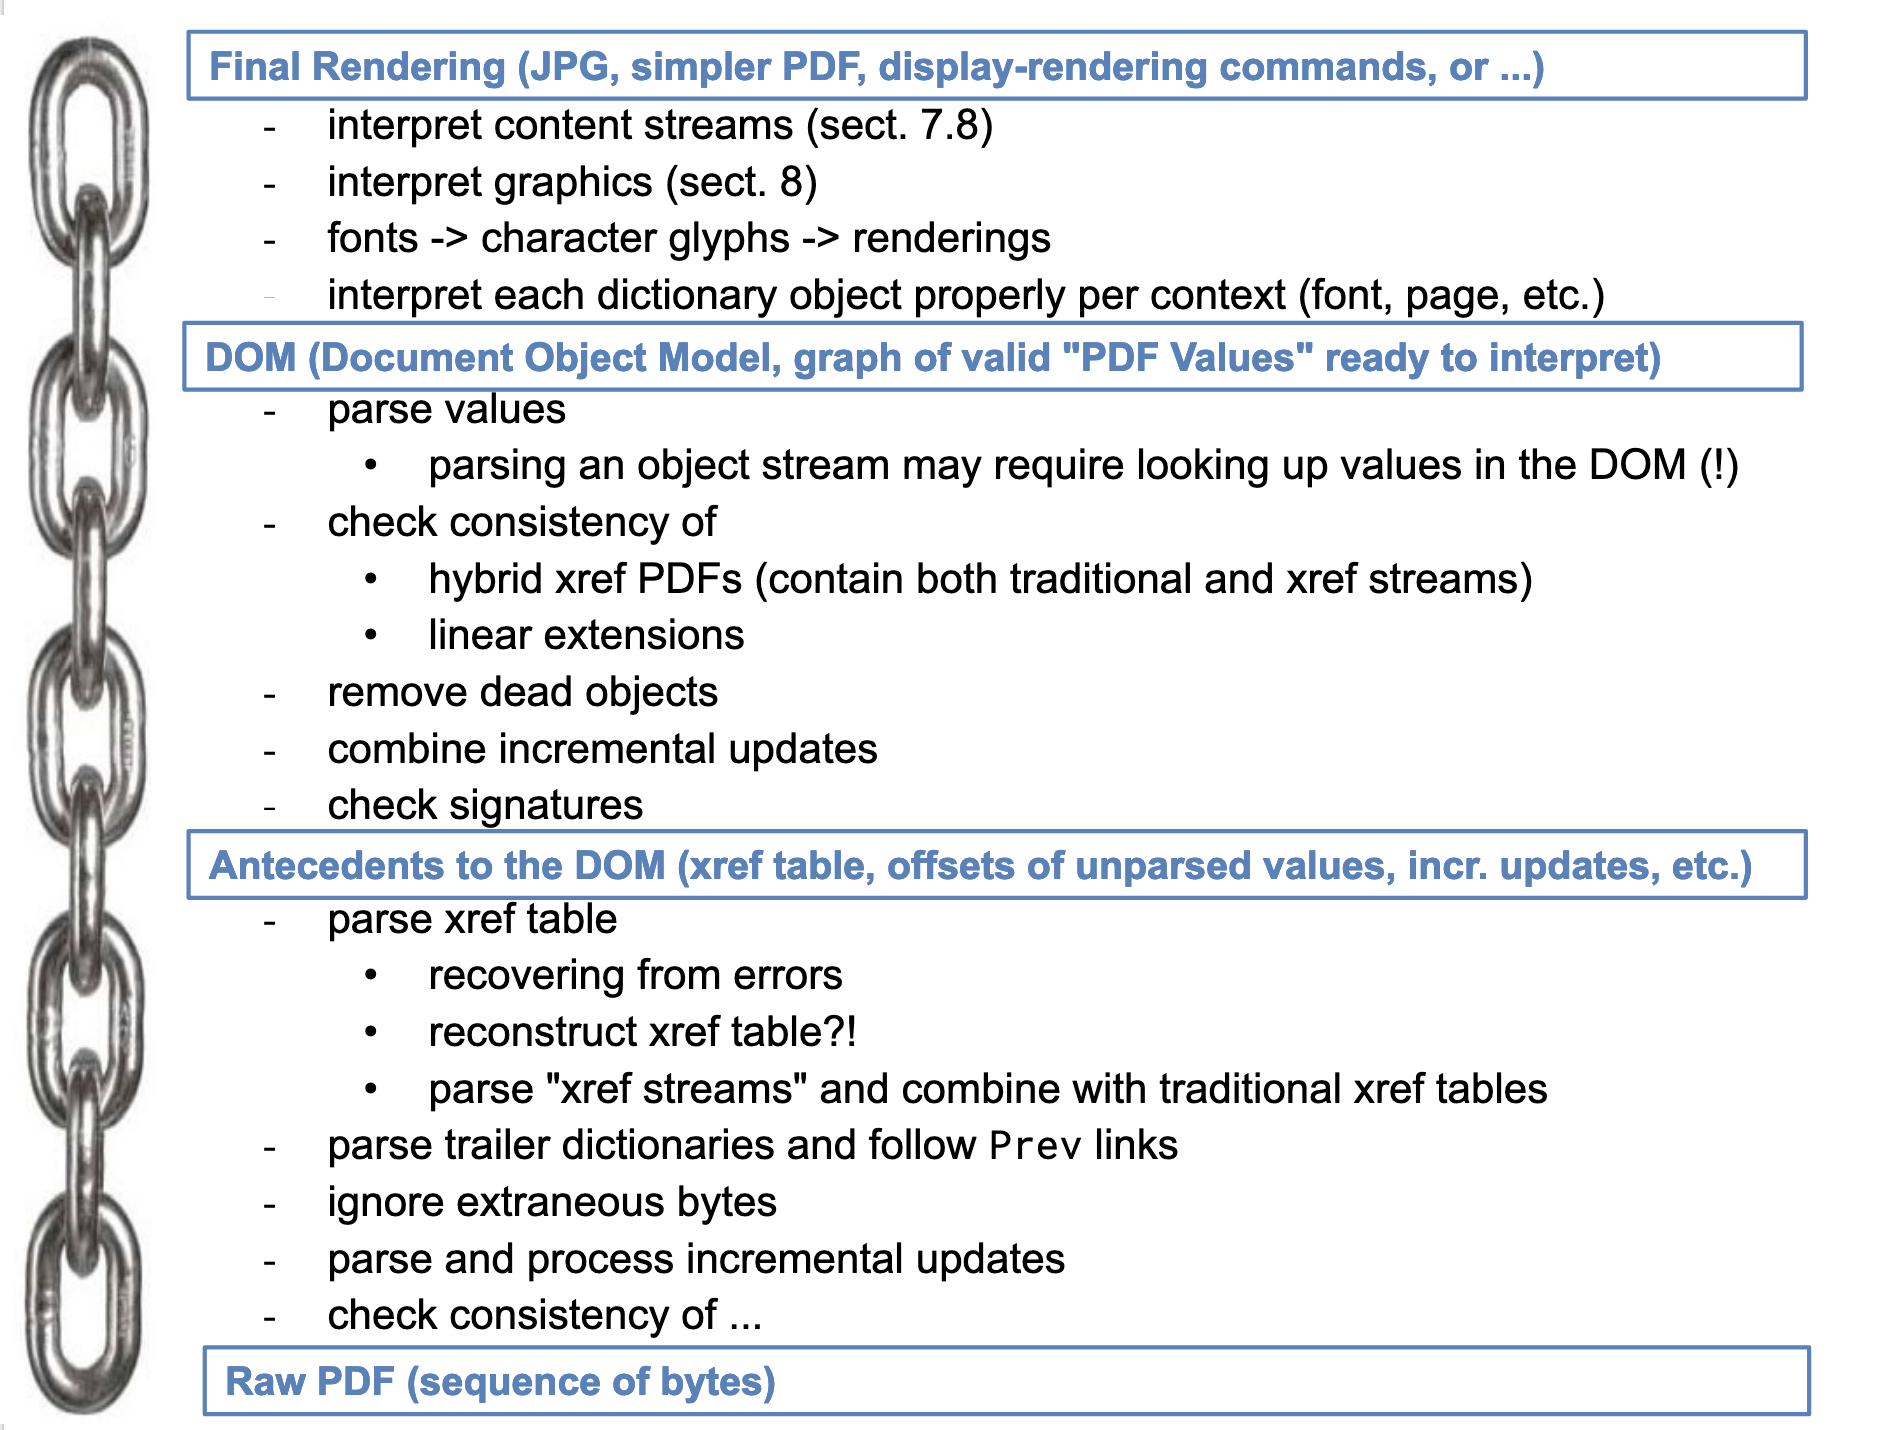 Final Rendering (JPG, simpler PDF, display-rendering commands, or ...)
- interpret content streams (sect. 7.8)
- interpret graphics (sect. 8)
- fonts -> character glyphs -> renderings
- interpret each dictionary object properly per context (font, page, etc.)
DOM (Document Object Model, graph of valid "PDF Values" ready to interpret)
- parse values
• parsing an object stream may require looking up values in the DOM (!)
- check consistency of
• hybrid xref PDFs (contain both traditional and xref streams)
• linear extensions
- remove dead objects
- combine incremental updates
- check signatures
Antecedents to the DOM (xref table, offsets of unparsed values, incr. updates, etc.)
- parse xref table
• recovering from errors
• reconstruct xref table?!
• parse "xref streams" and combine with traditional xref tables
- parse trailer dictionaries and follow Prev links
- ignore extraneous bytes
- parse and process incremental updates
- check consistency of ...
Raw PDF (sequence of bytes)